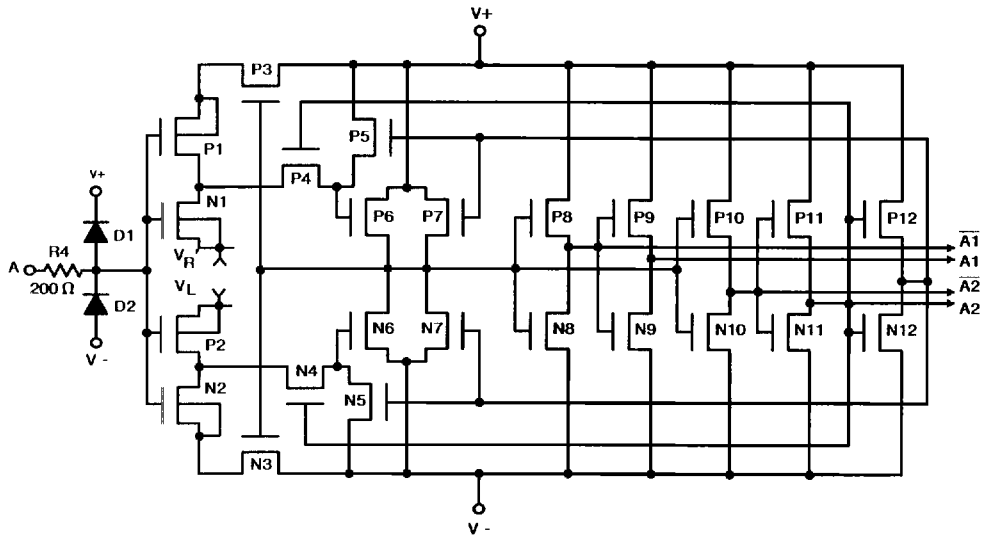 V+
P3
P5
P1
P4
V+
N1
P6
P7
P8
P9
P10
P11
P12
D1
R4
VR
A1
A
A1
200 Ω
VL
A2
D2
A2
N6
N7
N8
N9
N10
N11
N12
P2
V -
N4
N2
N5
N3
V -